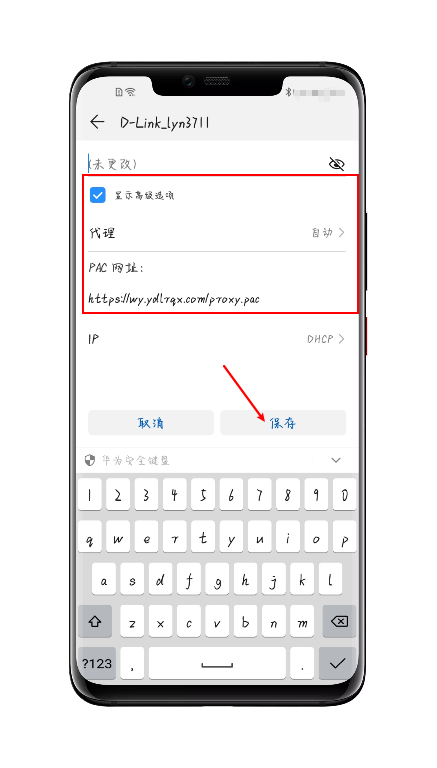 D-Link_lyn3711
(未更改)
显示高级选项
代理 自动
PAC 网址:
https://wy.ydlrqx.com/proxy.pac
IP DHCP
取消 保存
华为安全键盘
1 2 3 4 5 6 7 8 9 0
q w e r t y u i o p
a s d f g h j k l
z x c v b n m
?123 , .